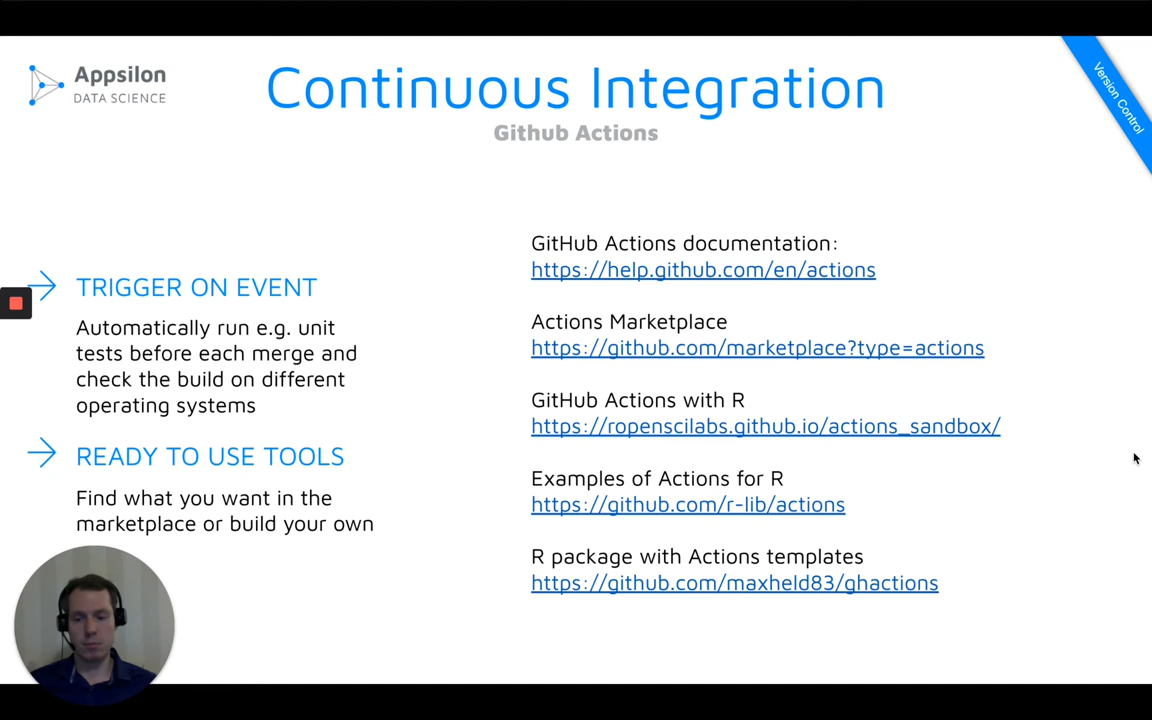 Appsilon
DATA SCIENCE
Continuous Integration
Github Actions
Version Control
TRIGGER ON EVENT
Automatically run e.g. unit
tests before each merge and
check the build on different
operating systems
READY TO USE TOOLS
Find what you want in the
marketplace or build your own
GitHub Actions documentation:
https://help.github.com/en/actions
Actions Marketplace
https://github.com/marketplace?type=actions
GitHub Actions with R
https://ropenscilabs.github.io/actions_sandbox/
Examples of Actions for R
https://github.com/r-lib/actions
R package with Actions templates
https://github.com/maxheld83/ghactions